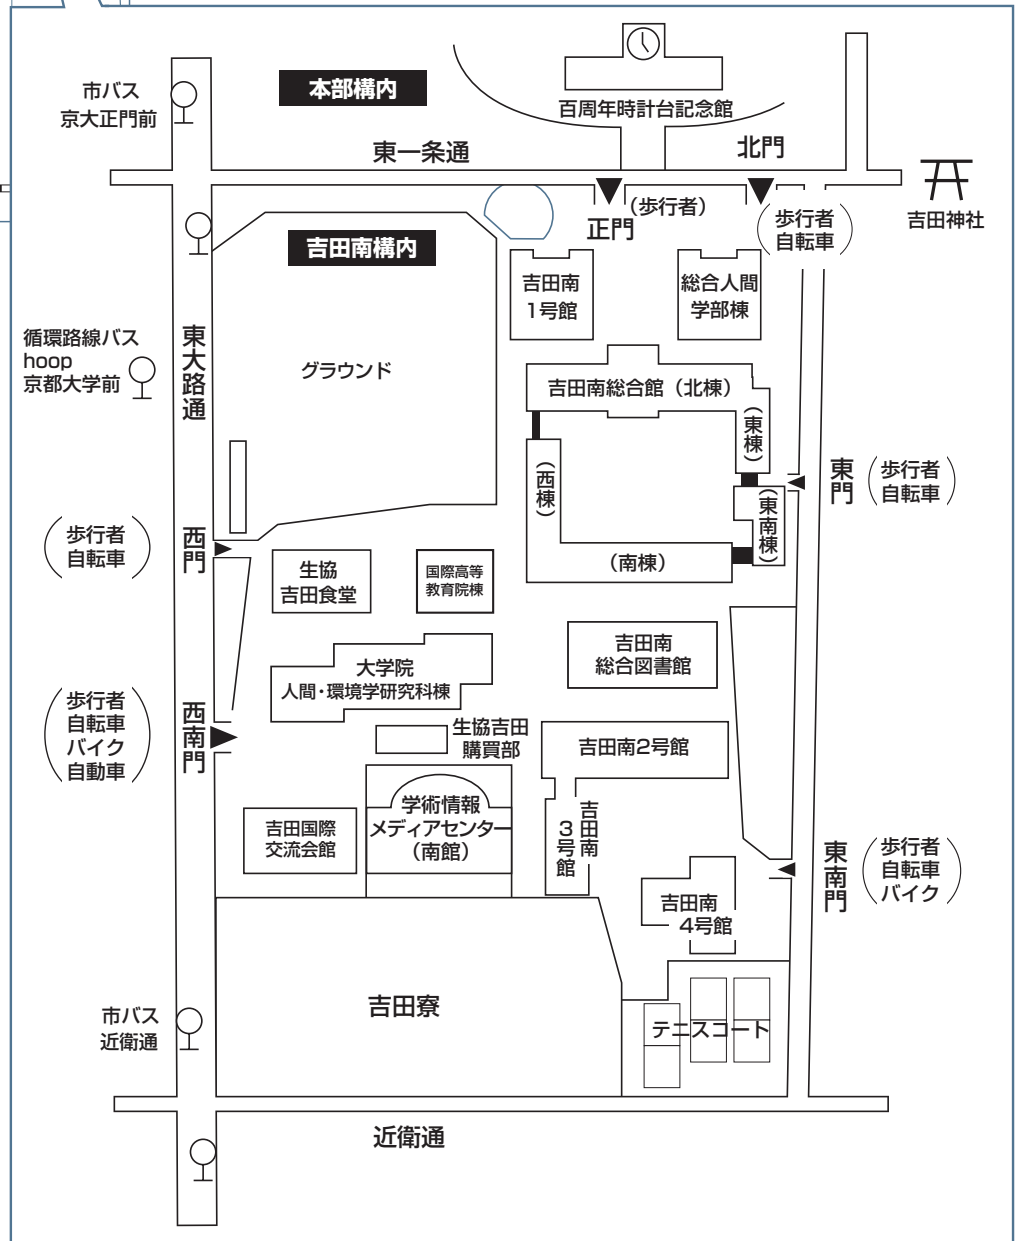 市バス
京大正門前
本部構内
百周年時計台記念館
東一条通
北門
(歩行者)
正門
(歩行者
自転車)
吉田神社
吉田南構内
吉田南
1号館
総合人間
学部棟
循環路線バス
hoop
京都大学前
東大路通
グラウンド
吉田南総合館(北棟)
(東棟)
(西棟)
(東南棟)
(南棟)
東門
(歩行者
自転車)
(歩行者
自転車)
西門
生協
吉田食堂
国際高等
教育院棟
大学院
人間・環境学研究科棟
吉田南
総合図書館
(歩行者
自転車
バイク
自動車)
西南門
生協吉田
購買部
吉田南2号館
吉田国際
交流会館
学術情報
メディアセンター
(南館)
吉田南
3号館
東南門
(歩行者
自転車
バイク)
吉田南
4号館
吉田寮
テニスコート
市バス
近衛通
近衛通